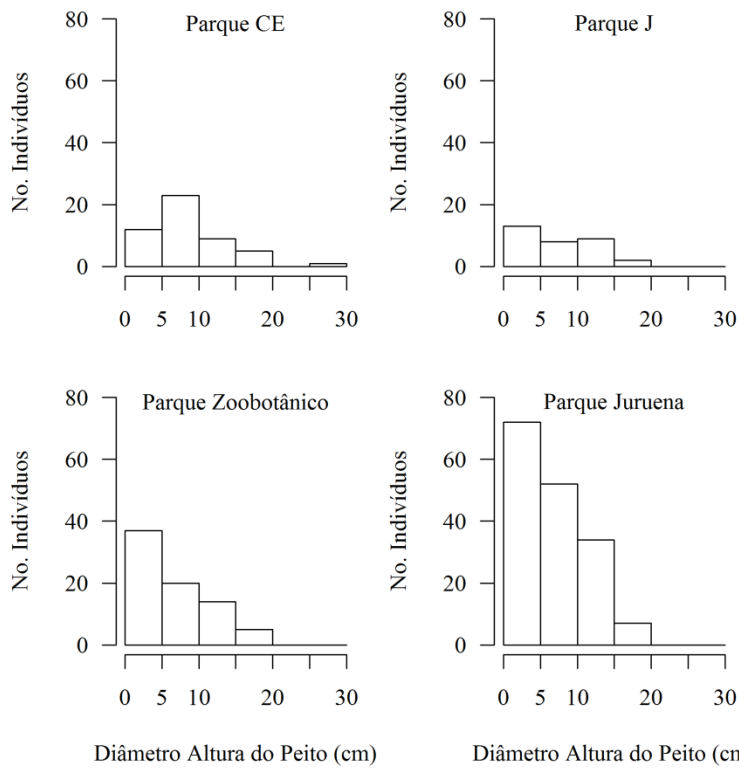 Parque CE
No. Indivíduos
80
60
40
20
0
0 5 10 20 30
Parque J
No. Indivíduos
80
60
40
20
0
0 5 10 20 30
Parque Zoobotânico
No. Indivíduos
80
60
40
20
0
0 5 10 20 30
Diâmetro Altura do Peito (cm)
Parque Juruena
No. Indivíduos
80
60
40
20
0
0 5 10 20 30
Diâmetro Altura do Peito (cm